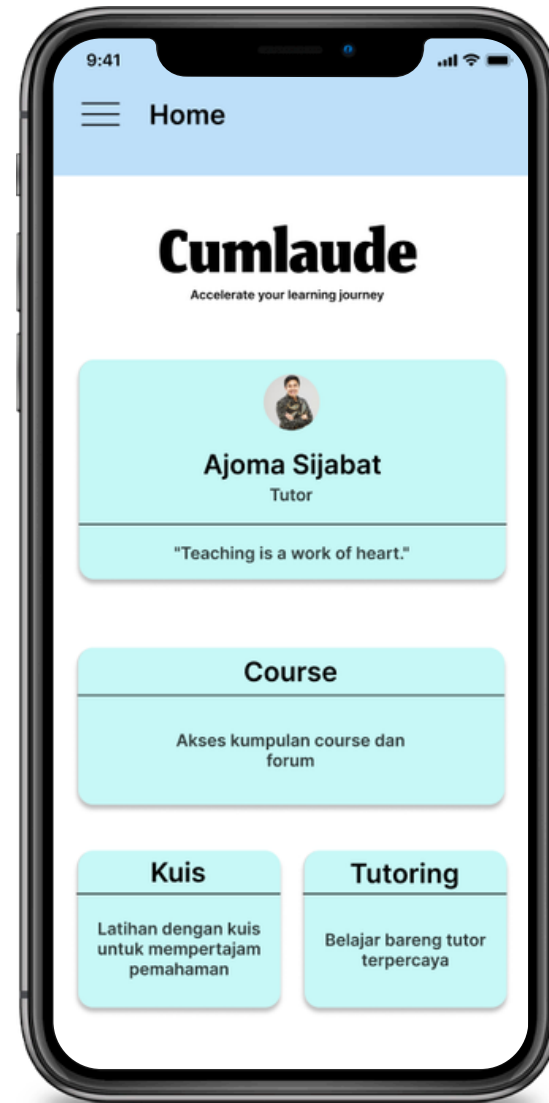 9:41
Home
Cumlaude
Accelerate your learning journey
Ajoma Sijabat
Tutor
"Teaching is a work of heart."
Course
Akses kumpulan course dan
forum
Kuis
Latihan dengan kuis
untuk mempertajam
pemahaman
Tutoring
Belajar bareng tutor
terpercaya